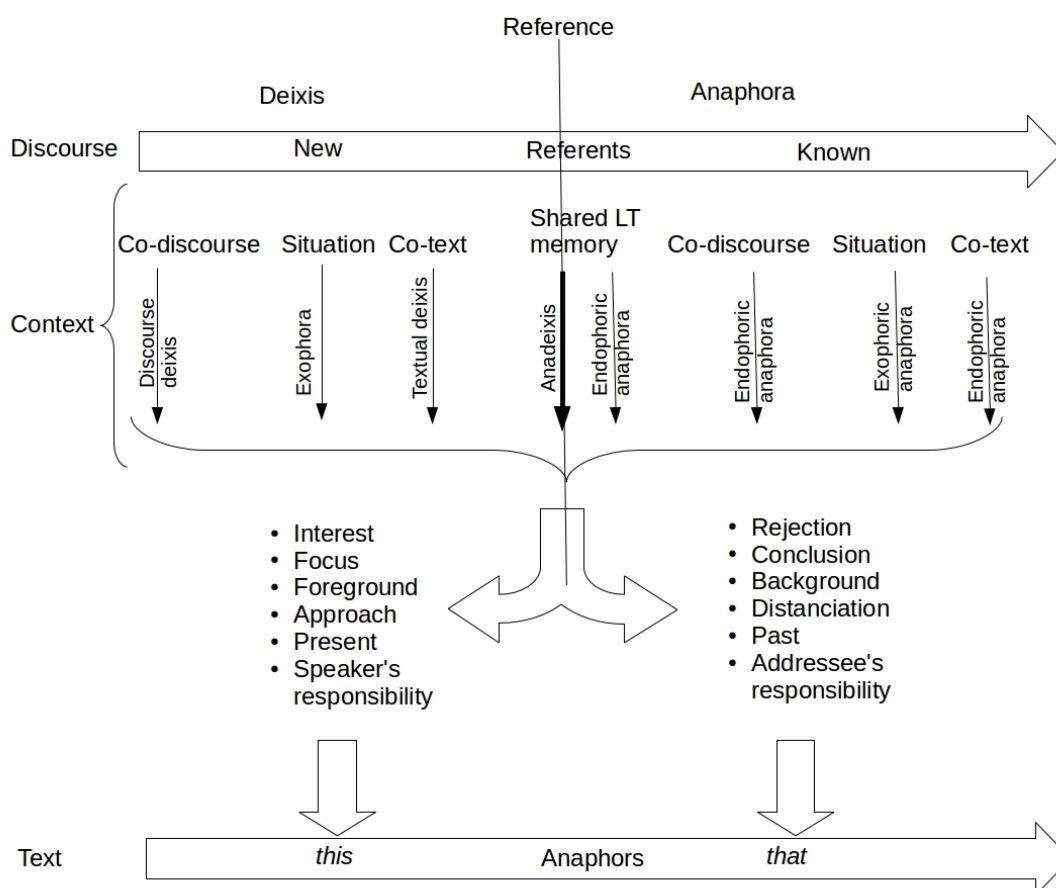 Reference
Deixis
Anaphora
Discourse
New
Referents
Known
Context
Co-discourse
Situation
Co-text
Shared LT
memory
Co-discourse
Situation
Co-text
Discourse
deixis
Exophora
Textual deixis
Anadeixis
Endophoric
anaphora
Endophoric
anaphora
Exophoric
anaphora
Endophoric
anaphora
• Interest
• Focus
• Foreground
• Approach
• Present
• Speaker's
responsibility
• Rejection
• Conclusion
• Background
• Distanciation
• Past
• Addressee's
responsibility
Text
this
Anaphors
that